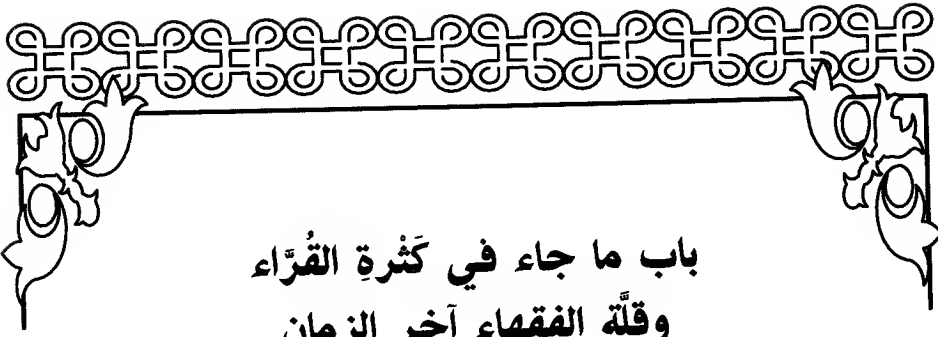 باب ما جاء في كَثْرةِ القُرَّاء
وقلَّة الفقهاء آخر الزمان